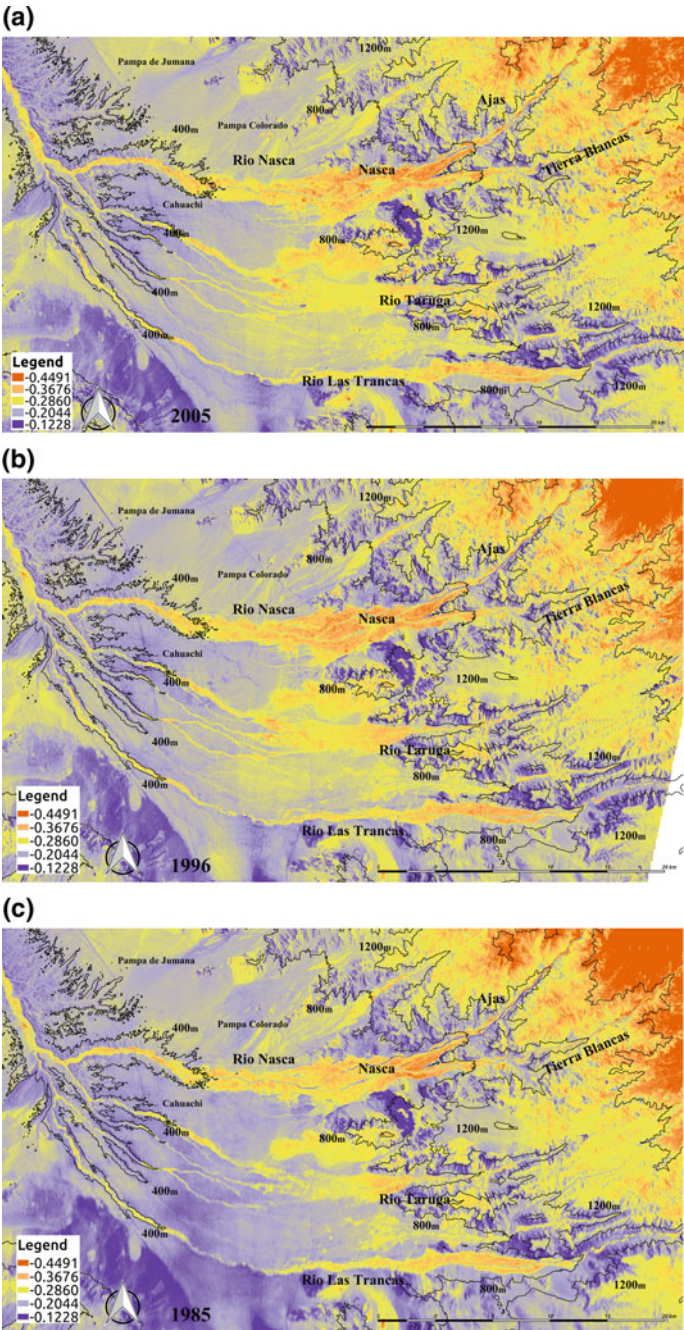 (a)
1200m
Pampa de Jumana
800m
Ajas
400m
Pampa Colorado
Rio Nasca
Nasca
Tierra Blancas
Cahuachi
400m
800m
1200m
400m
Rio Taruga
1200m
800m
400m
Legend
-0.4491
-0.3676
-0.2860
-0.2044
-0.1228
Rio Las Trancas
800m
1200m
2005
20 km
(b)
1200m
Pampa de Jumana
800m
Ajas
400m
Pampa Colorado
Rio Nasca
Nasca
Tierra Blancas
Cahuachi
400m
800m
1200m
400m
Rio Taruga
1200m
800m
400m
Legend
-0.4491
-0.3676
-0.2860
-0.2044
-0.1228
Rio Las Trancas
800m
1200m
1996
20 km
(c)
1200m
Pampa de Jumana
800m
Ajas
400m
Pampa Colorado
Rio Nasca
Nasca
Tierra Blancas
Cahuachi
400m
800m
1200m
400m
Rio Taruga
1200m
800m
400m
Legend
-0.4491
-0.3676
-0.2860
-0.2044
-0.1228
Rio Las Trancas
800m
1200m
1985
20 km